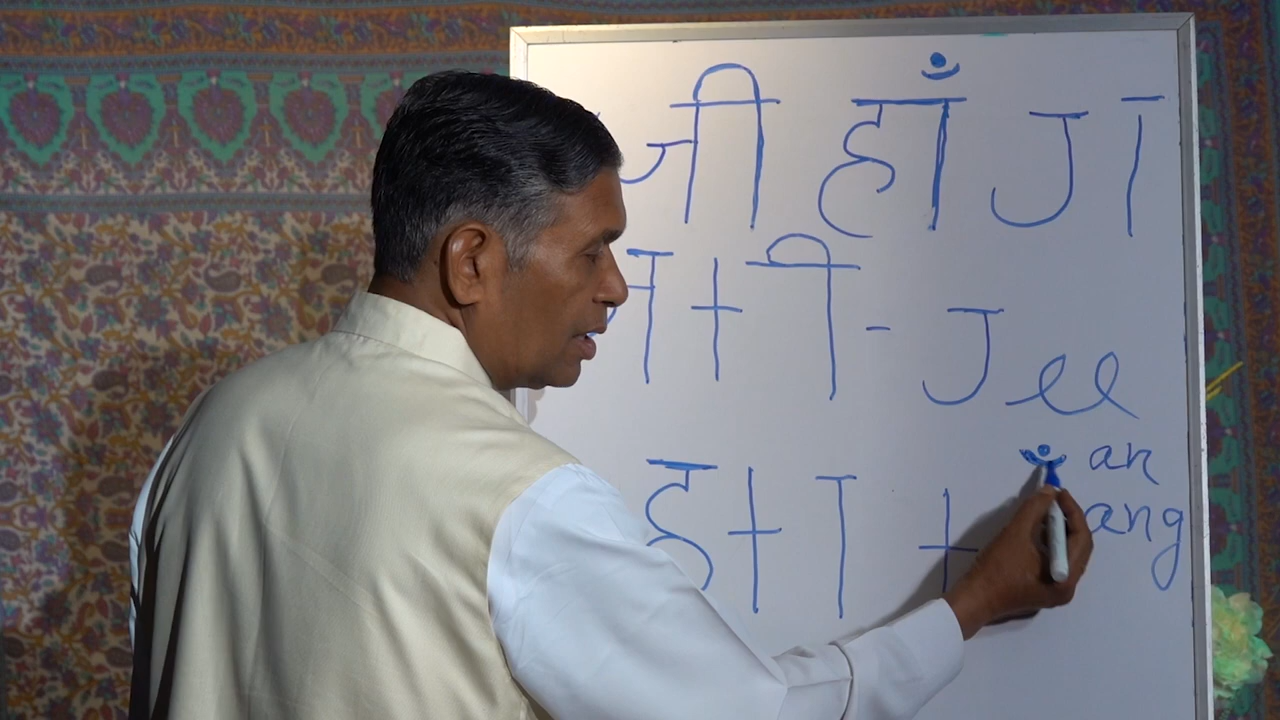 जी हाँ J ा
ज + ी - Jee
ह + ा + ँ an
ang